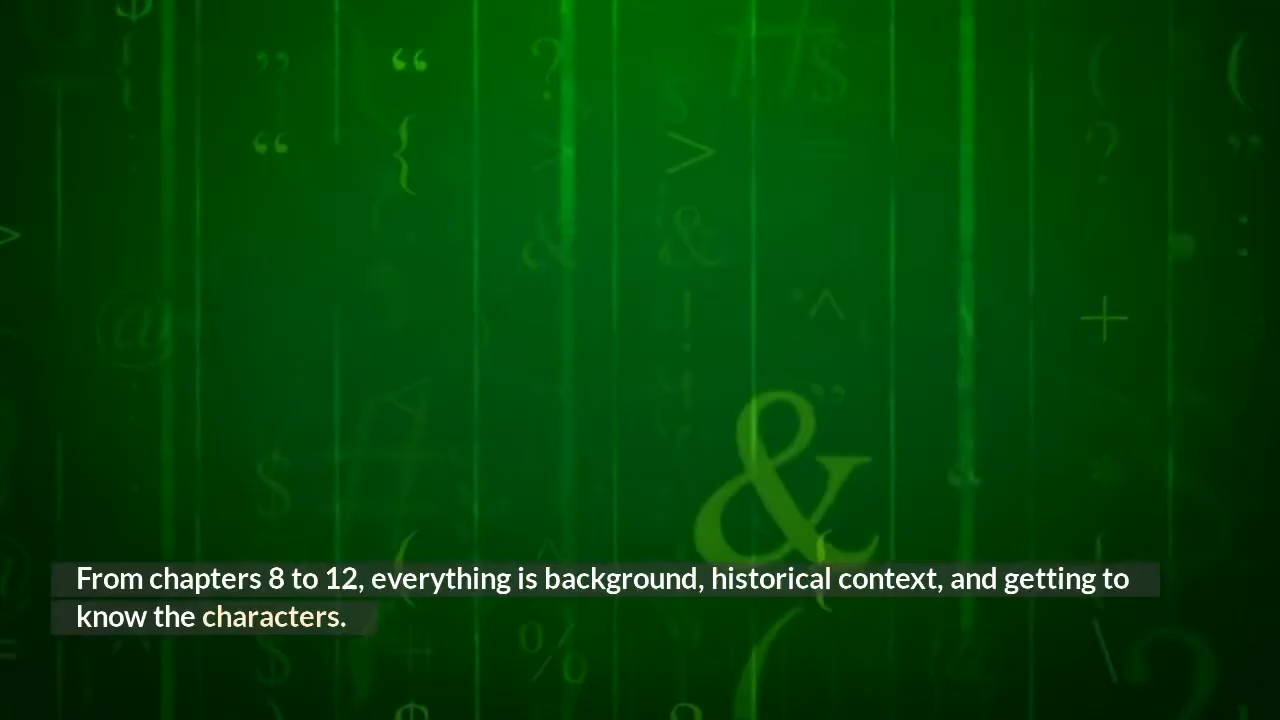 From chapters 8 to 12, everything is background, historical context, and getting to
know the characters.